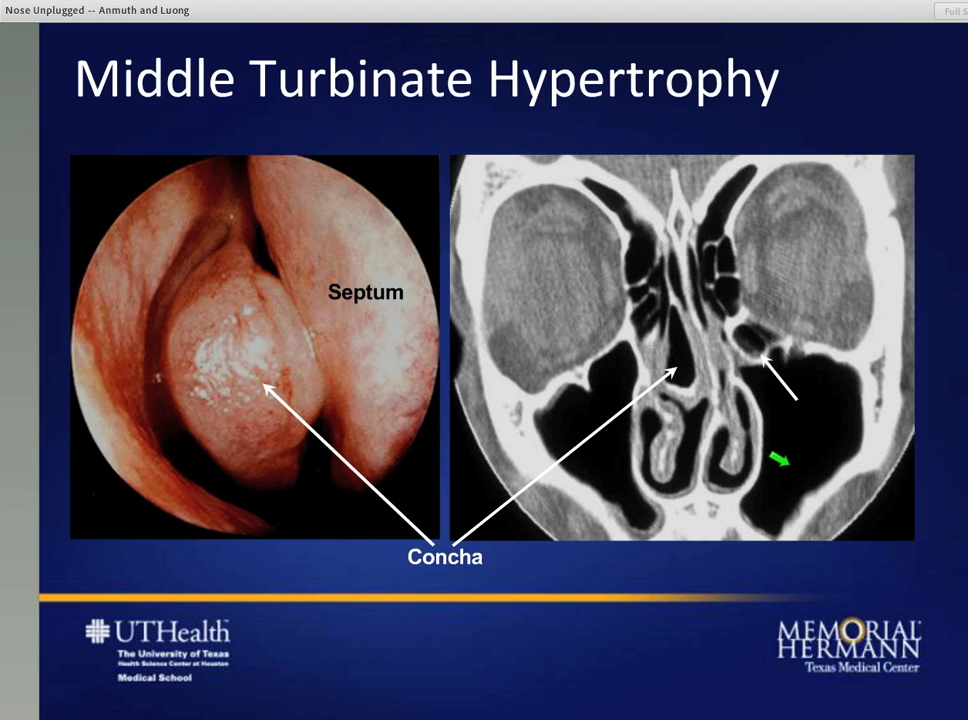 Nose Unplugged -- Anmuth and Luong
Full S
Middle Turbinate Hypertrophy
Septum
Concha
UTHealth
The University of Texas
Health Science Center at Houston
Medical School
MEMORIAL
HERMANN
Texas Medical Center